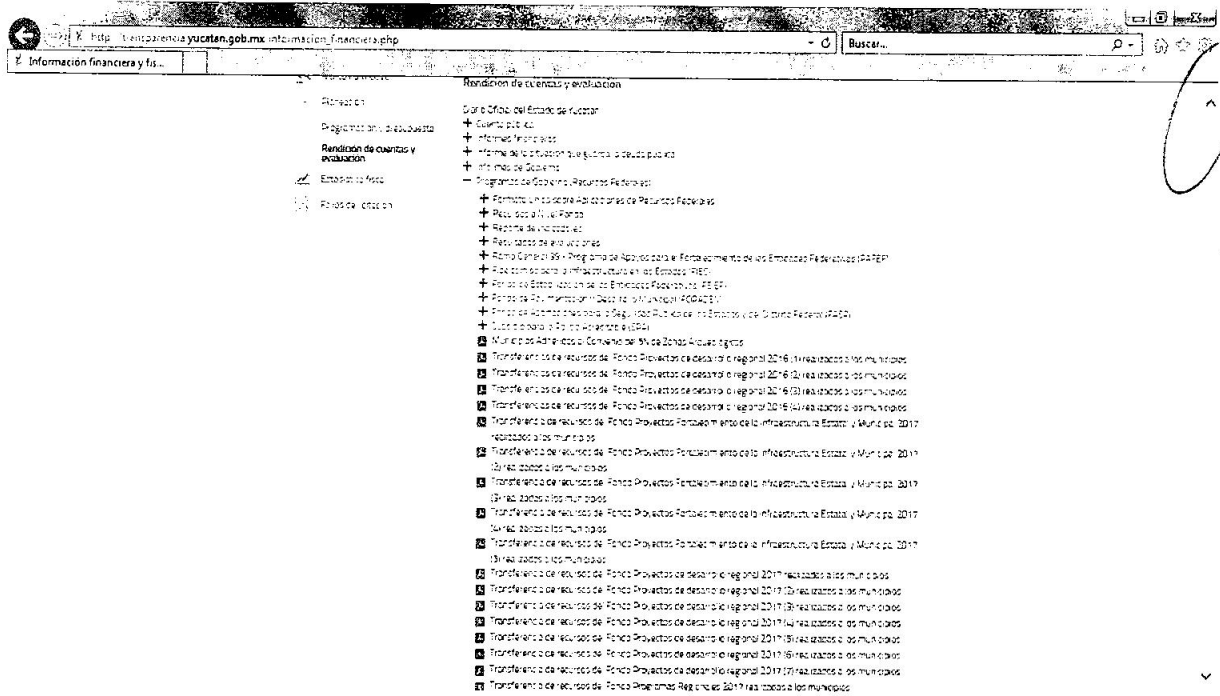 transparencia.yucatan.gob.mx/informacion_financiera.php
Buscar...
Información financiera y fis...
Rendición de cuentas y evaluación
Planeación
Programación y presupuesto
Rendición de cuentas y
evaluación
Estadística fiscal
Diario Oficial del Estado de Yucatán
Cuenta pública
Informes financieros
Informe de la situación que guarda la deuda pública
Informes de Gobierno
Programas de Gobierno (Recursos Federales)
Formato Único sobre Aplicaciones de Recursos Federales
Recursos a Nivel Fondo
Reporte de indicadores
Resultados de evaluaciones
Ramo General 39 - Programa de Apoyos para el Fortalecimiento de las Entidades Federativas (PAFEF)
Fideicomiso para la Infraestructura en los Estados (FIES)
Fondo de Estabilización de las Entidades Federativas (FEIEF)
Fondo de Pavimentación y Desarrollo Municipal (FOPADEM)
Fondo de Aportaciones para la Seguridad Pública de los Estados y del Distrito Federal (FASP)
Subsidio para la Policía Acreditable (SPA)
Municipios Adheridos al Convenio del 5% de Zonas Arqueológicas
Transferencias de recursos del Fondo Proyectos de desarrollo regional 2016 (1) realizados a los municipios
Transferencias de recursos del Fondo Proyectos de desarrollo regional 2016 (2) realizados a los municipios
Transferencias de recursos del Fondo Proyectos de desarrollo regional 2016 (3) realizados a los municipios
Transferencias de recursos del Fondo Proyectos de desarrollo regional 2016 (4) realizados a los municipios
Transferencia de recursos del Fondo Proyectos Fortalecimiento de la Infraestructura Estatal y Municipal 2017
realizados a los municipios
Transferencia de recursos del Fondo Proyectos Fortalecimiento de la Infraestructura Estatal y Municipal 2017
(2) realizados a los municipios
Transferencia de recursos del Fondo Proyectos Fortalecimiento de la Infraestructura Estatal y Municipal 2017
(3) realizados a los municipios
Transferencia de recursos del Fondo Proyectos Fortalecimiento de la Infraestructura Estatal y Municipal 2017
(4) realizados a los municipios
Transferencia de recursos del Fondo Proyectos Fortalecimiento de la Infraestructura Estatal y Municipal 2017
(5) realizados a los municipios
Transferencia de recursos del Fondo Proyectos de desarrollo regional 2017 realizados a los municipios
Transferencia de recursos del Fondo Proyectos de desarrollo regional 2017 (2) realizados a los municipios
Transferencia de recursos del Fondo Proyectos de desarrollo regional 2017 (3) realizados a los municipios
Transferencia de recursos del Fondo Proyectos de desarrollo regional 2017 (4) realizados a los municipios
Transferencia de recursos del Fondo Proyectos de desarrollo regional 2017 (5) realizados a los municipios
Transferencia de recursos del Fondo Proyectos de desarrollo regional 2017 (6) realizados a los municipios
Transferencia de recursos del Fondo Proyectos de desarrollo regional 2017 (7) realizados a los municipios
Transferencia de recursos del Fondo Programas Regionales 2017 realizados a los municipios